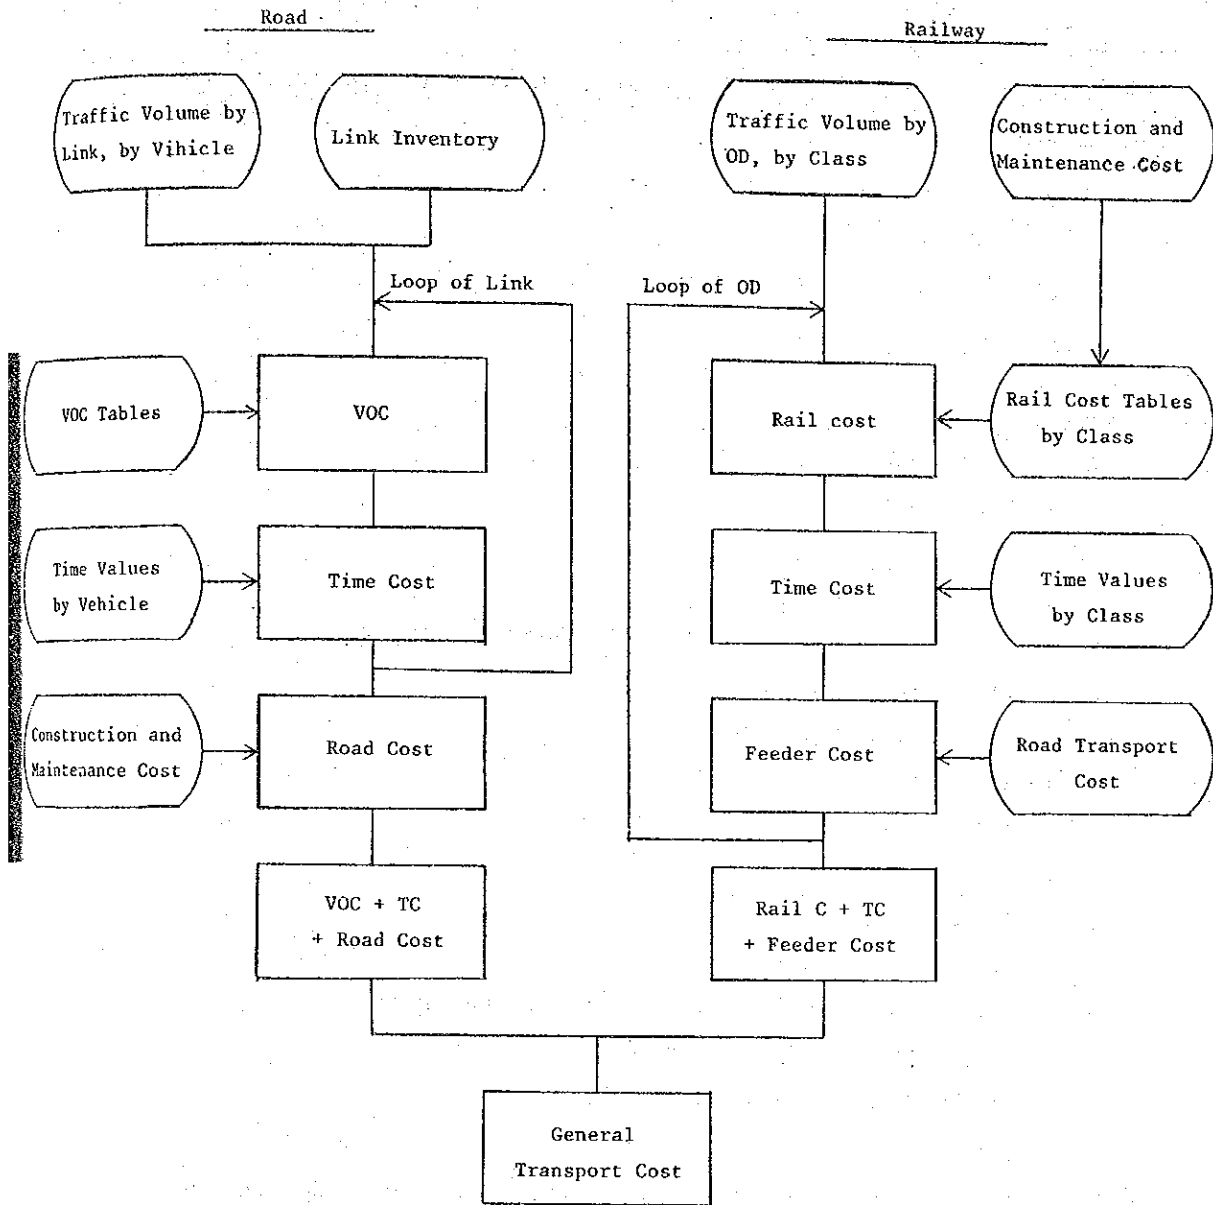 Road
Railway
Traffic Volume by
Link, by Vihicle
Link Inventory
Traffic Volume by
OD, by Class
Construction and
Maintenance Cost
Loop of Link
Loop of OD
VOC Tables
VOC
Rail cost
Rail Cost Tables
by Class
Time Values
by Vehicle
Time Cost
Time Cost
Time Values
by Class
Construction and
Maintenance Cost
Road Cost
Feeder Cost
Road Transport
Cost
VOC + TC
+ Road Cost
Rail C + TC
+ Feeder Cost
General
Transport Cost